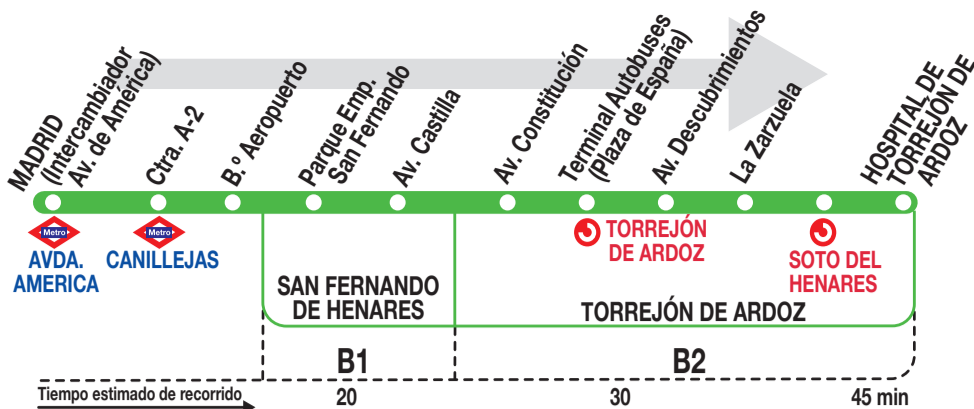 MADRID
(Intercambiador
Av. de América)
Ctra. A-2
B.º Aeropuerto
Parque Emp.
San Fernando
Av. Castilla
Av. Constitución
Terminal Autobuses
(Plaza de España)
Av. Descubrimientos
La Zarzuela
HOSPITAL DE
TORREJÓN DE
ARDOZ
Metro
AVDA.
AMERICA
Metro
CANILLEJAS
TORREJÓN
DE ARDOZ
SOTO DEL
HENARES
SAN FERNANDO
DE HENARES
TORREJÓN DE ARDOZ
B1
B2
Tiempo estimado de recorrido
20
30
45 min